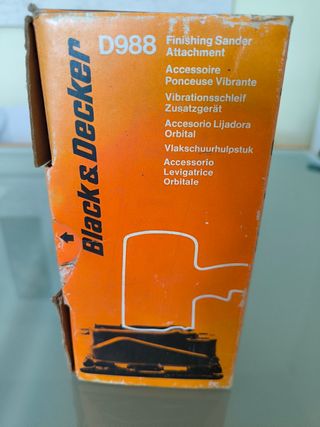 Black & Decker
D988
Finishing Sander
Attachment
Accessoire
Ponceuse Vibrante
Vibrationsschleif
Zusatzgerät
Accesorio Lijadora
Orbital
Vlakschuurhulpstuk
Accessorio
Levigatrice
Orbitale